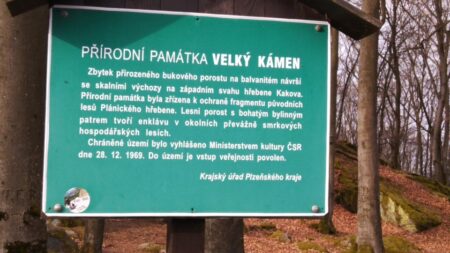 PŘÍRODNÍ PAMÁTKA VELKÝ KÁMEN
Zbytek přirozeného bukového porostu na balvanitém návrší
se skalními výchozy na západním svahu hřebene Kakova.
Přírodní památka byla zřízena k ochraně fragmentu původních
lesů Plánického hřebene. Lesní porost s bohatým bylinným
patrem tvoří enklávu v okolních převážně smrkových
hospodářských lesích.
Chráněné území bylo vyhlášeno Ministerstvem kultury ČSR
dne 28. 12. 1969. Do území je vstup veřejnosti povolen.
Krajský úřad Plzeňského kraje